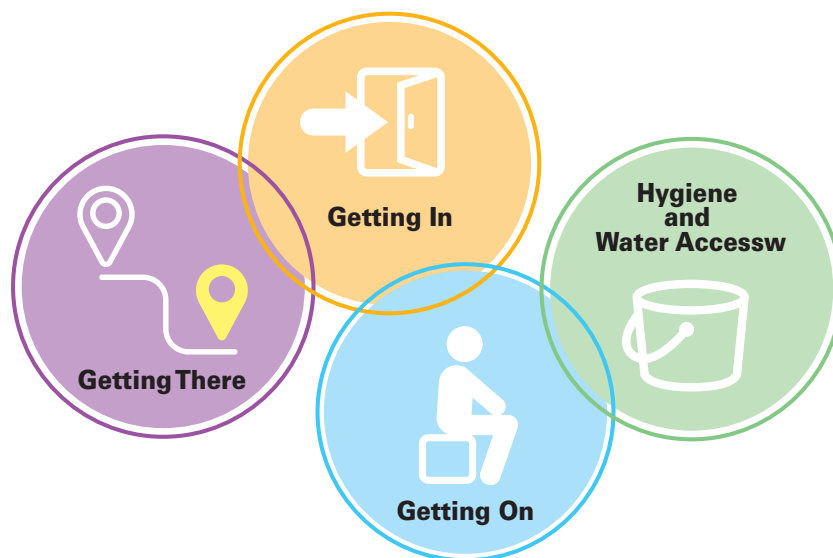 Getting There
Getting In
Getting On
Hygiene
and
Water Accessw